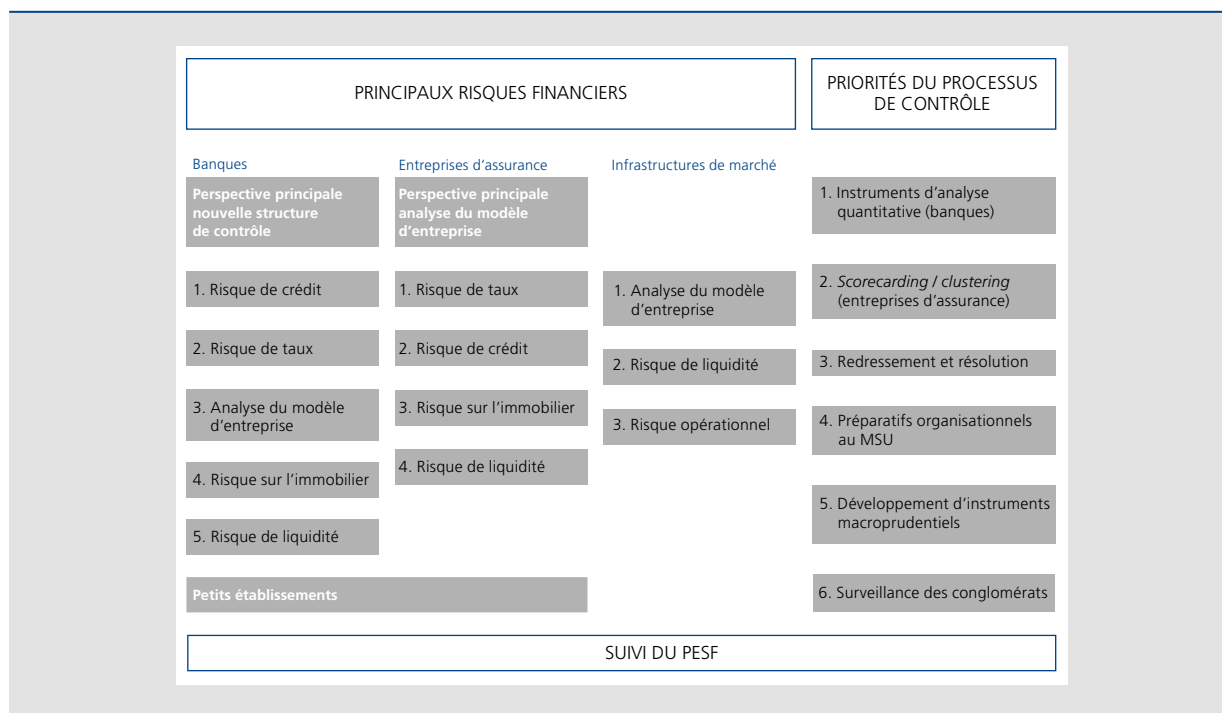 PRINCIPAUX RISQUES FINANCIERS
PRIORITÉS DU PROCESSUS
DE CONTRÔLE
Banques
Perspective principale
nouvelle structure
de contrôle
1. Risque de crédit
2. Risque de taux
3. Analyse du modèle
d’entreprise
4. Risque sur l’immobilier
5. Risque de liquidité
Entreprises d’assurance
Perspective principale
analyse du modèle
d’entreprise
1. Risque de taux
2. Risque de crédit
3. Risque sur l’immobilier
4. Risque de liquidité
Petits établissements
Infrastructures de marché
1. Analyse du modèle
d’entreprise
2. Risque de liquidité
3. Risque opérationnel
1. Instruments d’analyse
quantitative (banques)
2. Scorecarding / clustering
(entreprises d’assurance)
3. Redressement et résolution
4. Préparatifs organisationnels
au MSU
5. Développement d’instruments
macroprudentiels
6. Surveillance des conglomérats
SUIVI DU PESF